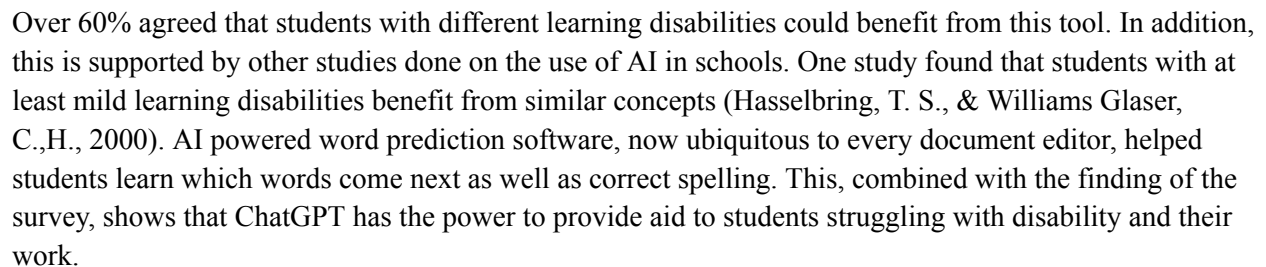 Over 60% agreed that students with different learning disabilities could benefit from this tool. In addition,
this is supported by other studies done on the use of AI in schools. One study found that students with at
least mild learning disabilities benefit from similar concepts (Hasselbring, T. S., & Williams Glaser,
C.,H., 2000). AI powered word prediction software, now ubiquitous to every document editor, helped
students learn which words come next as well as correct spelling. This, combined with the finding of the
survey, shows that ChatGPT has the power to provide aid to students struggling with disability and their
work.